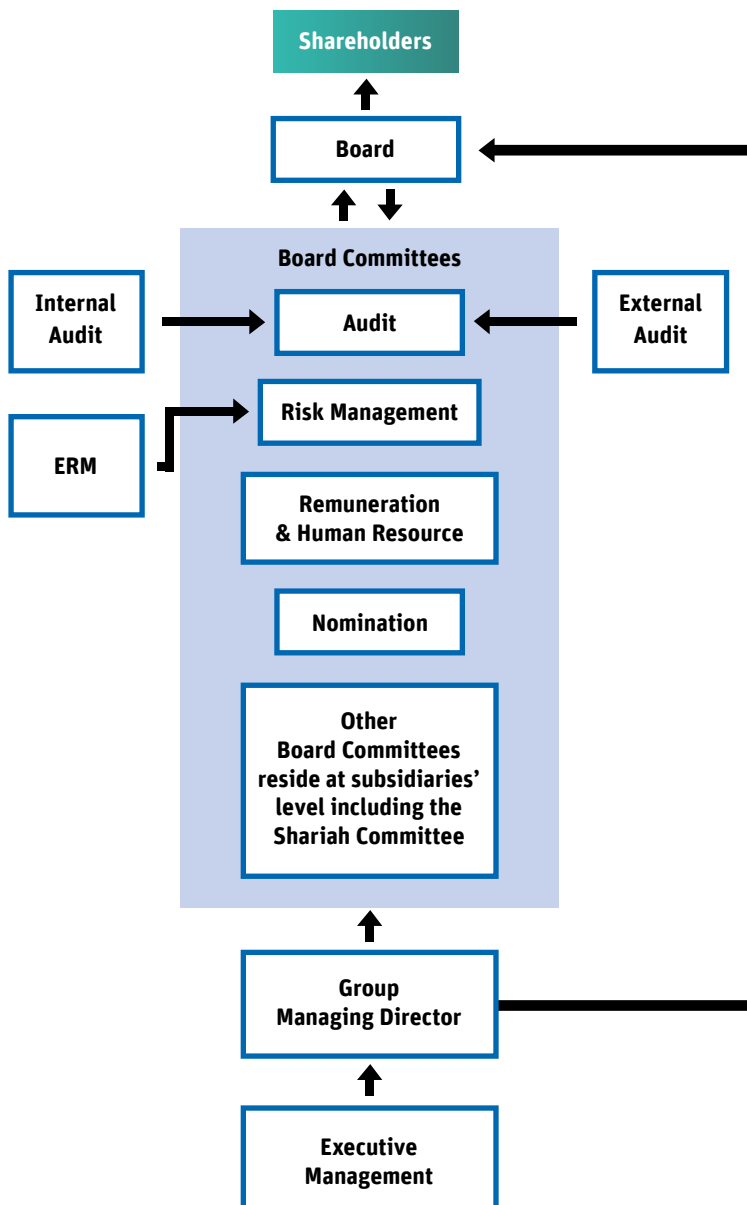 Shareholders
Board
Board Committees
Internal
Audit
Audit
External
Audit
Risk Management
ERM
Remuneration
& Human Resource
Nomination
Other
Board Committees
reside at subsidiaries’
level including the
Shariah Committee
Group
Managing Director
Executive
Management